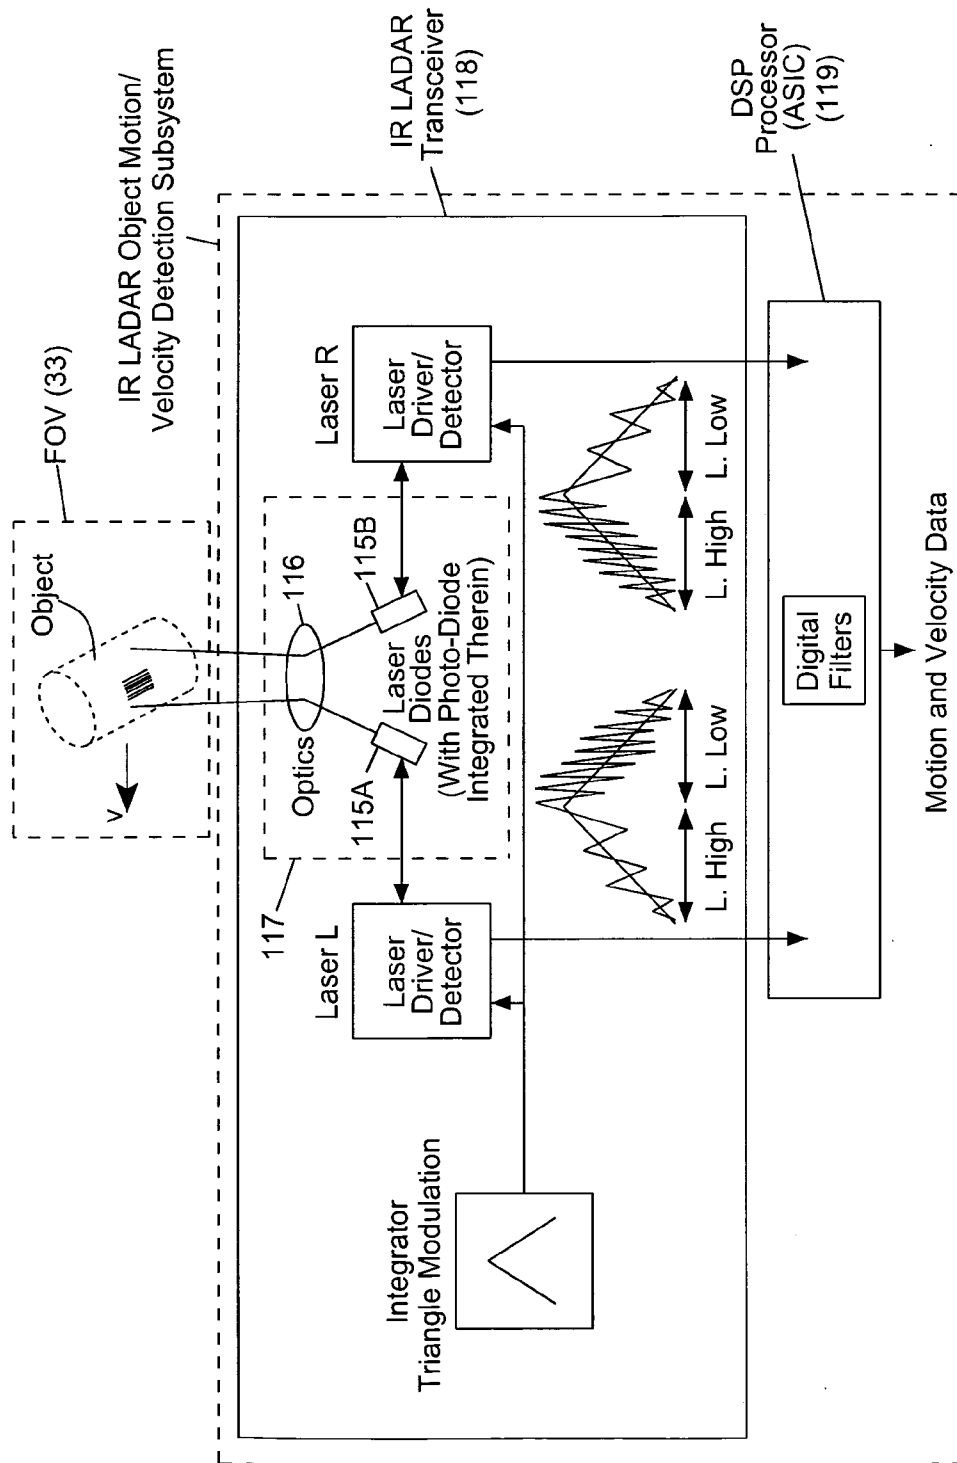 FOV (33)
IR LADAR Object Motion/
Velocity Detection Subsystem
Object
v
IR LADAR
Transceiver
(118)
117
Optics
116
115A
115B
Laser
Diodes
(With Photo-Diode
Integrated Therein)
Laser L
Laser
Driver/
Detector
Laser R
Laser
Driver/
Detector
Integrator
Triangle Modulation
L. High
L. Low
L. High
L. Low
DSP
Processor
(ASIC)
(119)
Digital
Filters
Motion and Velocity Data